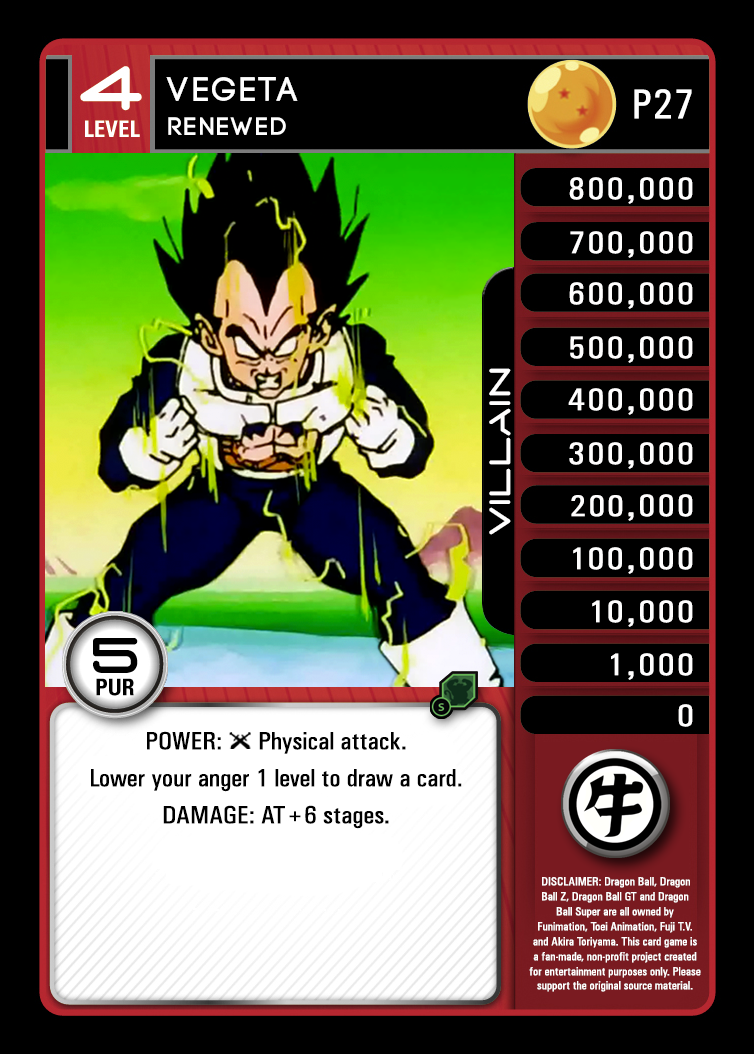 4
LEVEL
VEGETA
RENEWED
P27
800,000
700,000
600,000
500,000
400,000
300,000
200,000
100,000
10,000
1,000
0
VILLAIN
5
PUR
S
POWER: Physical attack.
Lower your anger 1 level to draw a card.
DAMAGE: AT+6 stages.
牛
DISCLAIMER: Dragon Ball, Dragon
Ball Z, Dragon Ball GT and Dragon
Ball Super are all owned by
Funimation, Toei Animation, Fuji T.V.
and Akira Toriyama. This card game is
a fan-made, non-profit project created
for entertainment purposes only. Please
support the original source material.